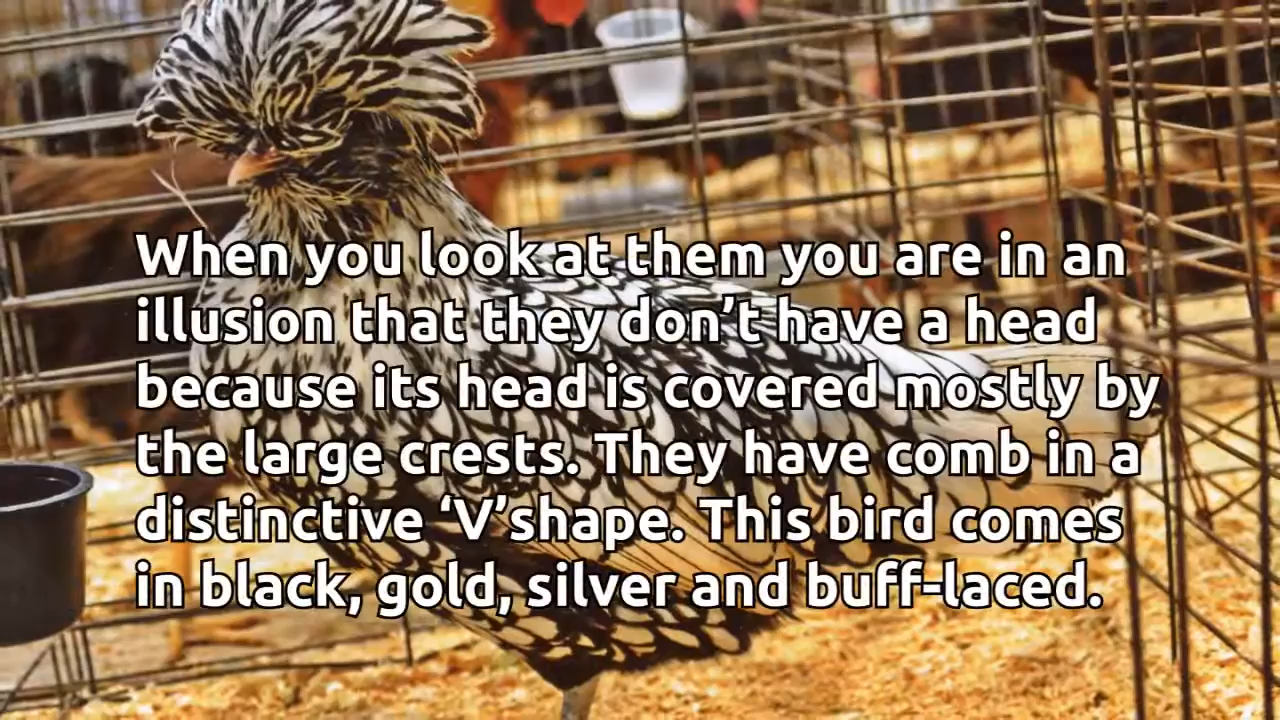 When you look at them you are in an
illusion that they don’t have a head
because its head is covered mostly by
the large crests. They have comb in a
distinctive ‘V’shape. This bird comes
in black, gold, silver and buff-laced.